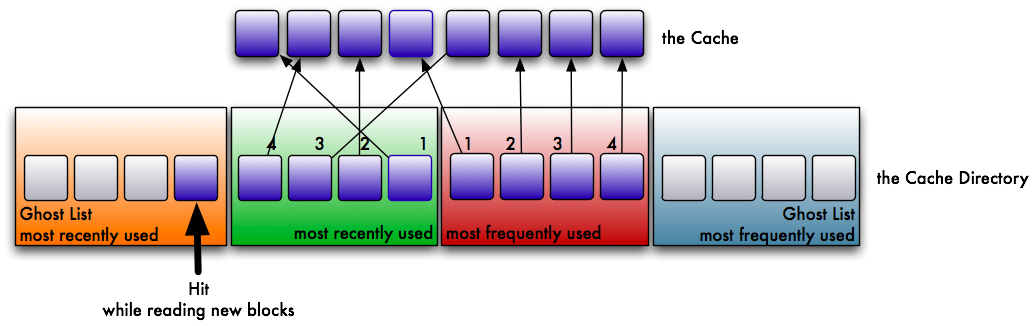 the Cache
4 3 2 1 1 2 3 4
the Cache Directory
Ghost List
most recently used
most recently used
most frequently used
Ghost List
most frequently used
Hit
while reading new blocks